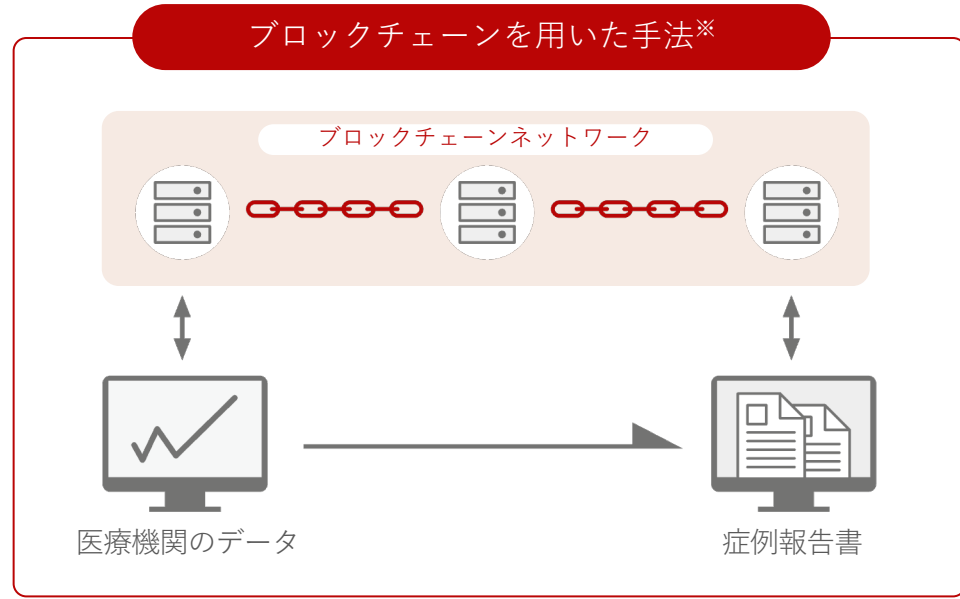 ブロックチェーンを用いた手法※
ブロックチェーンネットワーク
医療機関のデータ
症例報告書